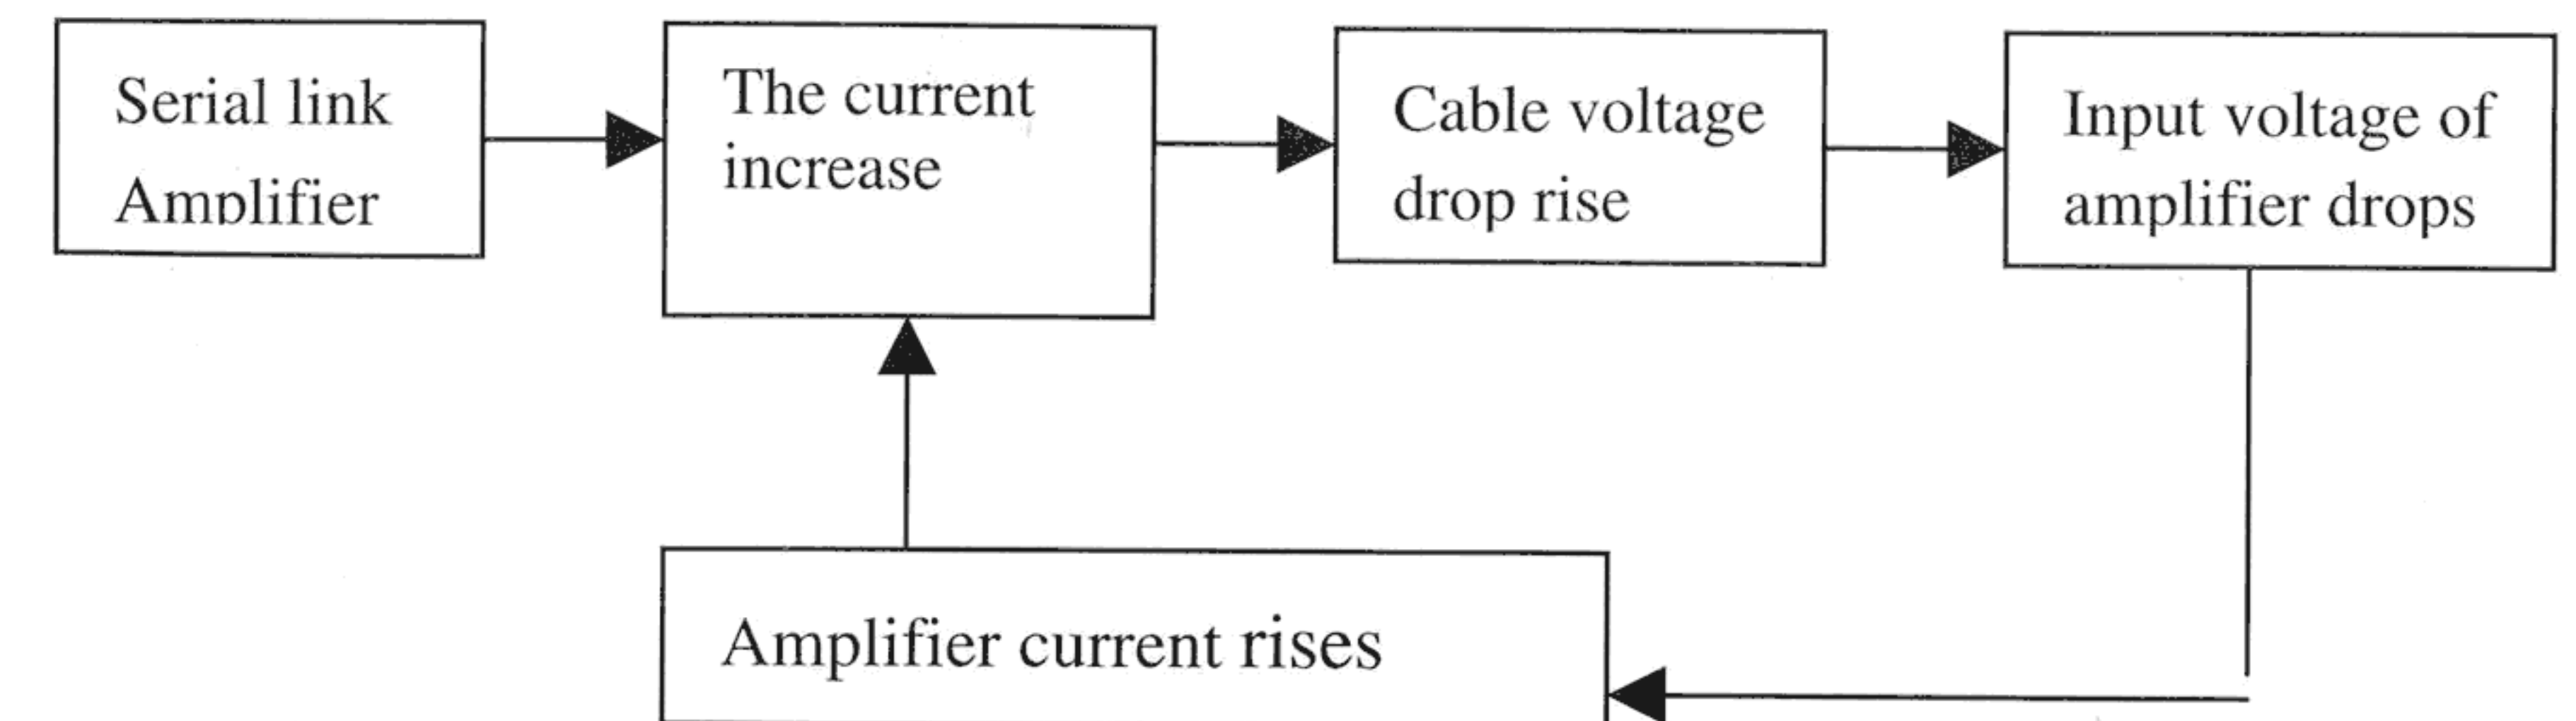 Serial link
Amplifier
The current
increase
Cable voltage
drop rise
Input voltage of
amplifier drops
Amplifier current rises